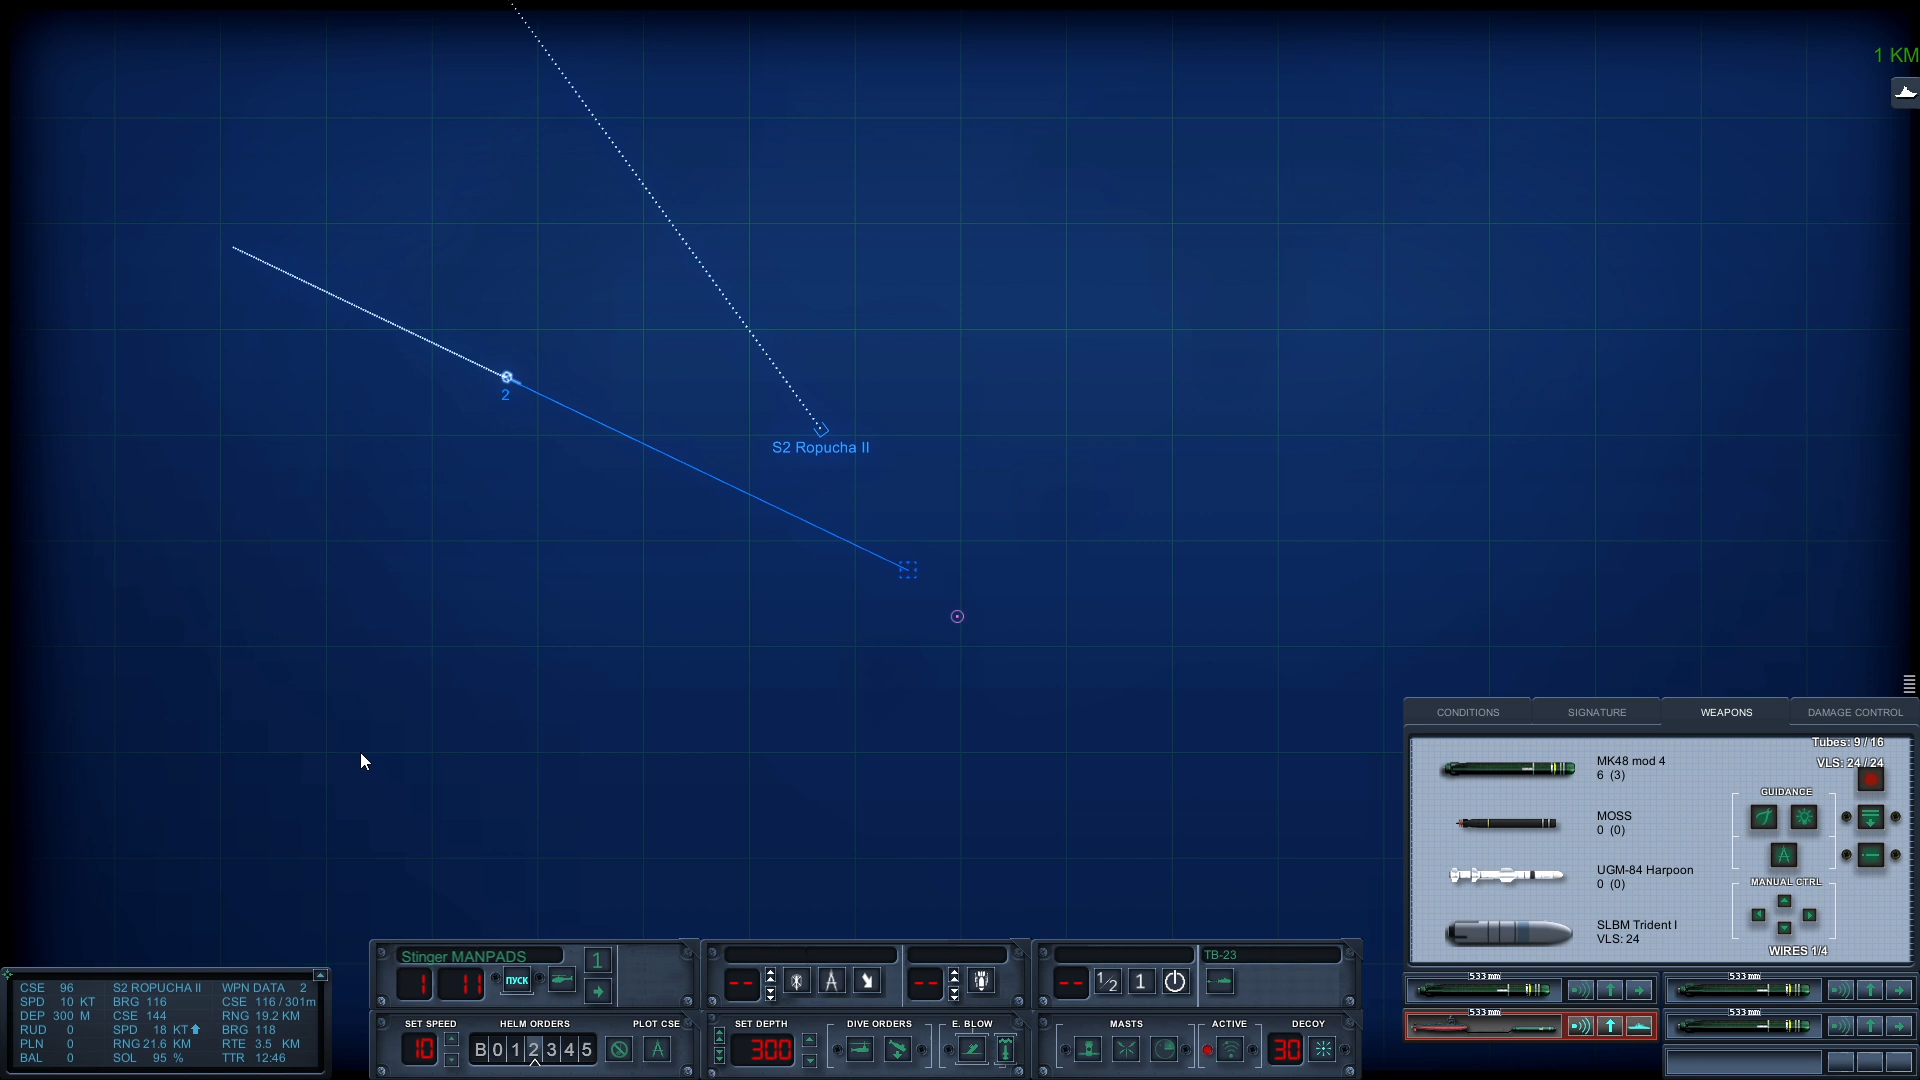 1 KM
2
S2 Ropucha II
CONDITIONS SIGNATURE WEAPONS DAMAGE CONTROL
Tubes: 9 / 16
VLS: 24 / 24
MK48 mod 4
6 (3)
GUIDANCE
MOSS
0 (0)
UGM-84 Harpoon
0 (0)
MANUAL CTRL
SLBM Trident I
VLS: 24
WIRES 1/4
533 mm 533 mm
533 mm 533 mm
Stinger MANPADS 1
1 11 ПУСК
-- --
TB-23
-- 1/2 1
SET SPEED HELM ORDERS PLOT CSE
10 B 0 1 2 3 4 5
SET DEPTH DIVE ORDERS E. BLOW
300
MASTS ACTIVE DECOY
30
CSE 96 S2 ROPUCHA II WPN DATA 2
SPD 10 KT BRG 116 CSE 116 / 301m
DEP 300 M CSE 144 RNG 19.2 KM
RUD 0 SPD 18 KT BRG 118
PLN 0 RNG 21.6 KM RTE 3.5 KM
BAL 0 SOL 95 % TTR 12:46